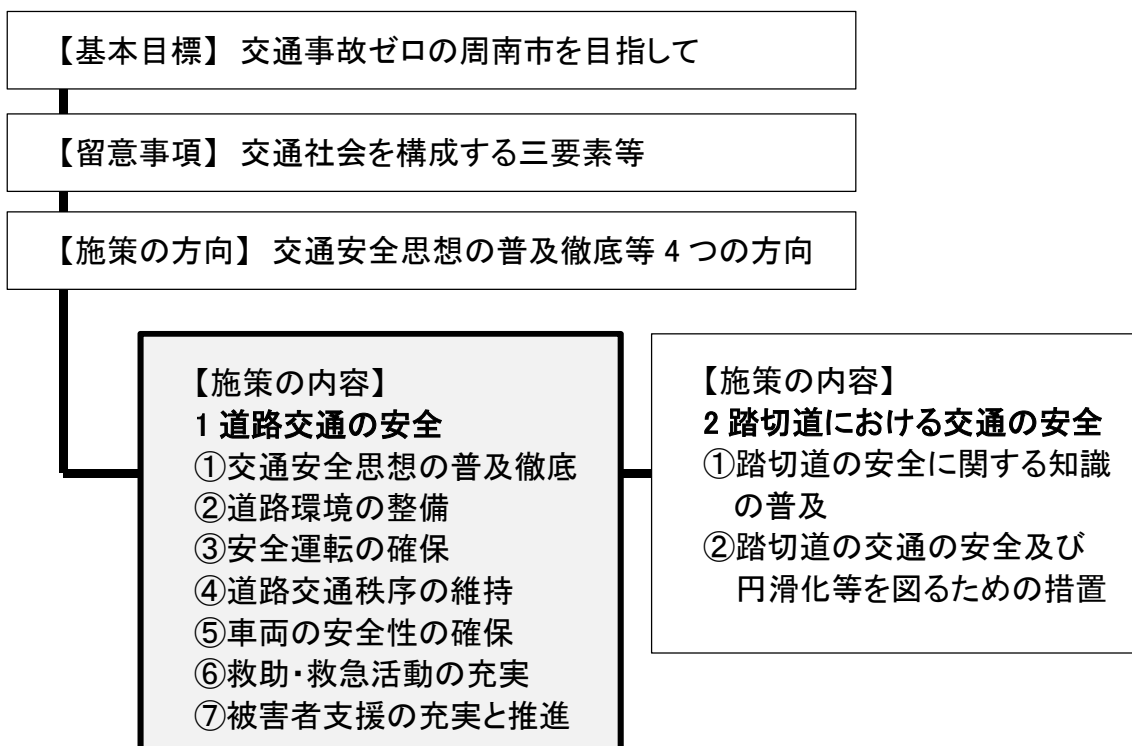 【基本目標】 交通事故ゼロの周南市を目指して
【留意事項】 交通社会を構成する三要素等
【施策の方向】 交通安全思想の普及徹底等 4 つの方向
【施策の内容】
1 道路交通の安全
①交通安全思想の普及徹底
②道路環境の整備
③安全運転の確保
④道路交通秩序の維持
⑤車両の安全性の確保
⑥救助・救急活動の充実
⑦被害者支援の充実と推進
【施策の内容】
2 踏切道における交通の安全
①踏切道の安全に関する知識
の普及
②踏切道の交通の安全及び
円滑化等を図るための措置